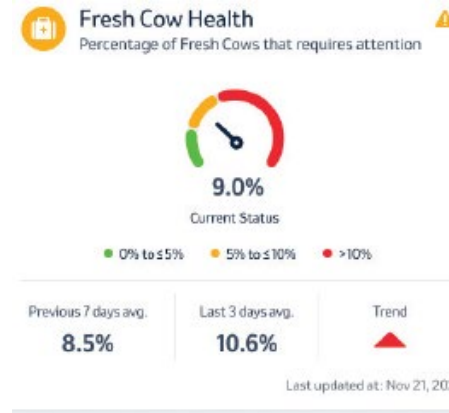 Fresh Cow Health
Percentage of Fresh Cows that requires attention
9.0%
Current Status
0% to ≤5% 5% to ≤10% >10%
Previous 7 days avg. Last 3 days avg. Trend
8.5% 10.6%
Last updated at: Nov 21, 202